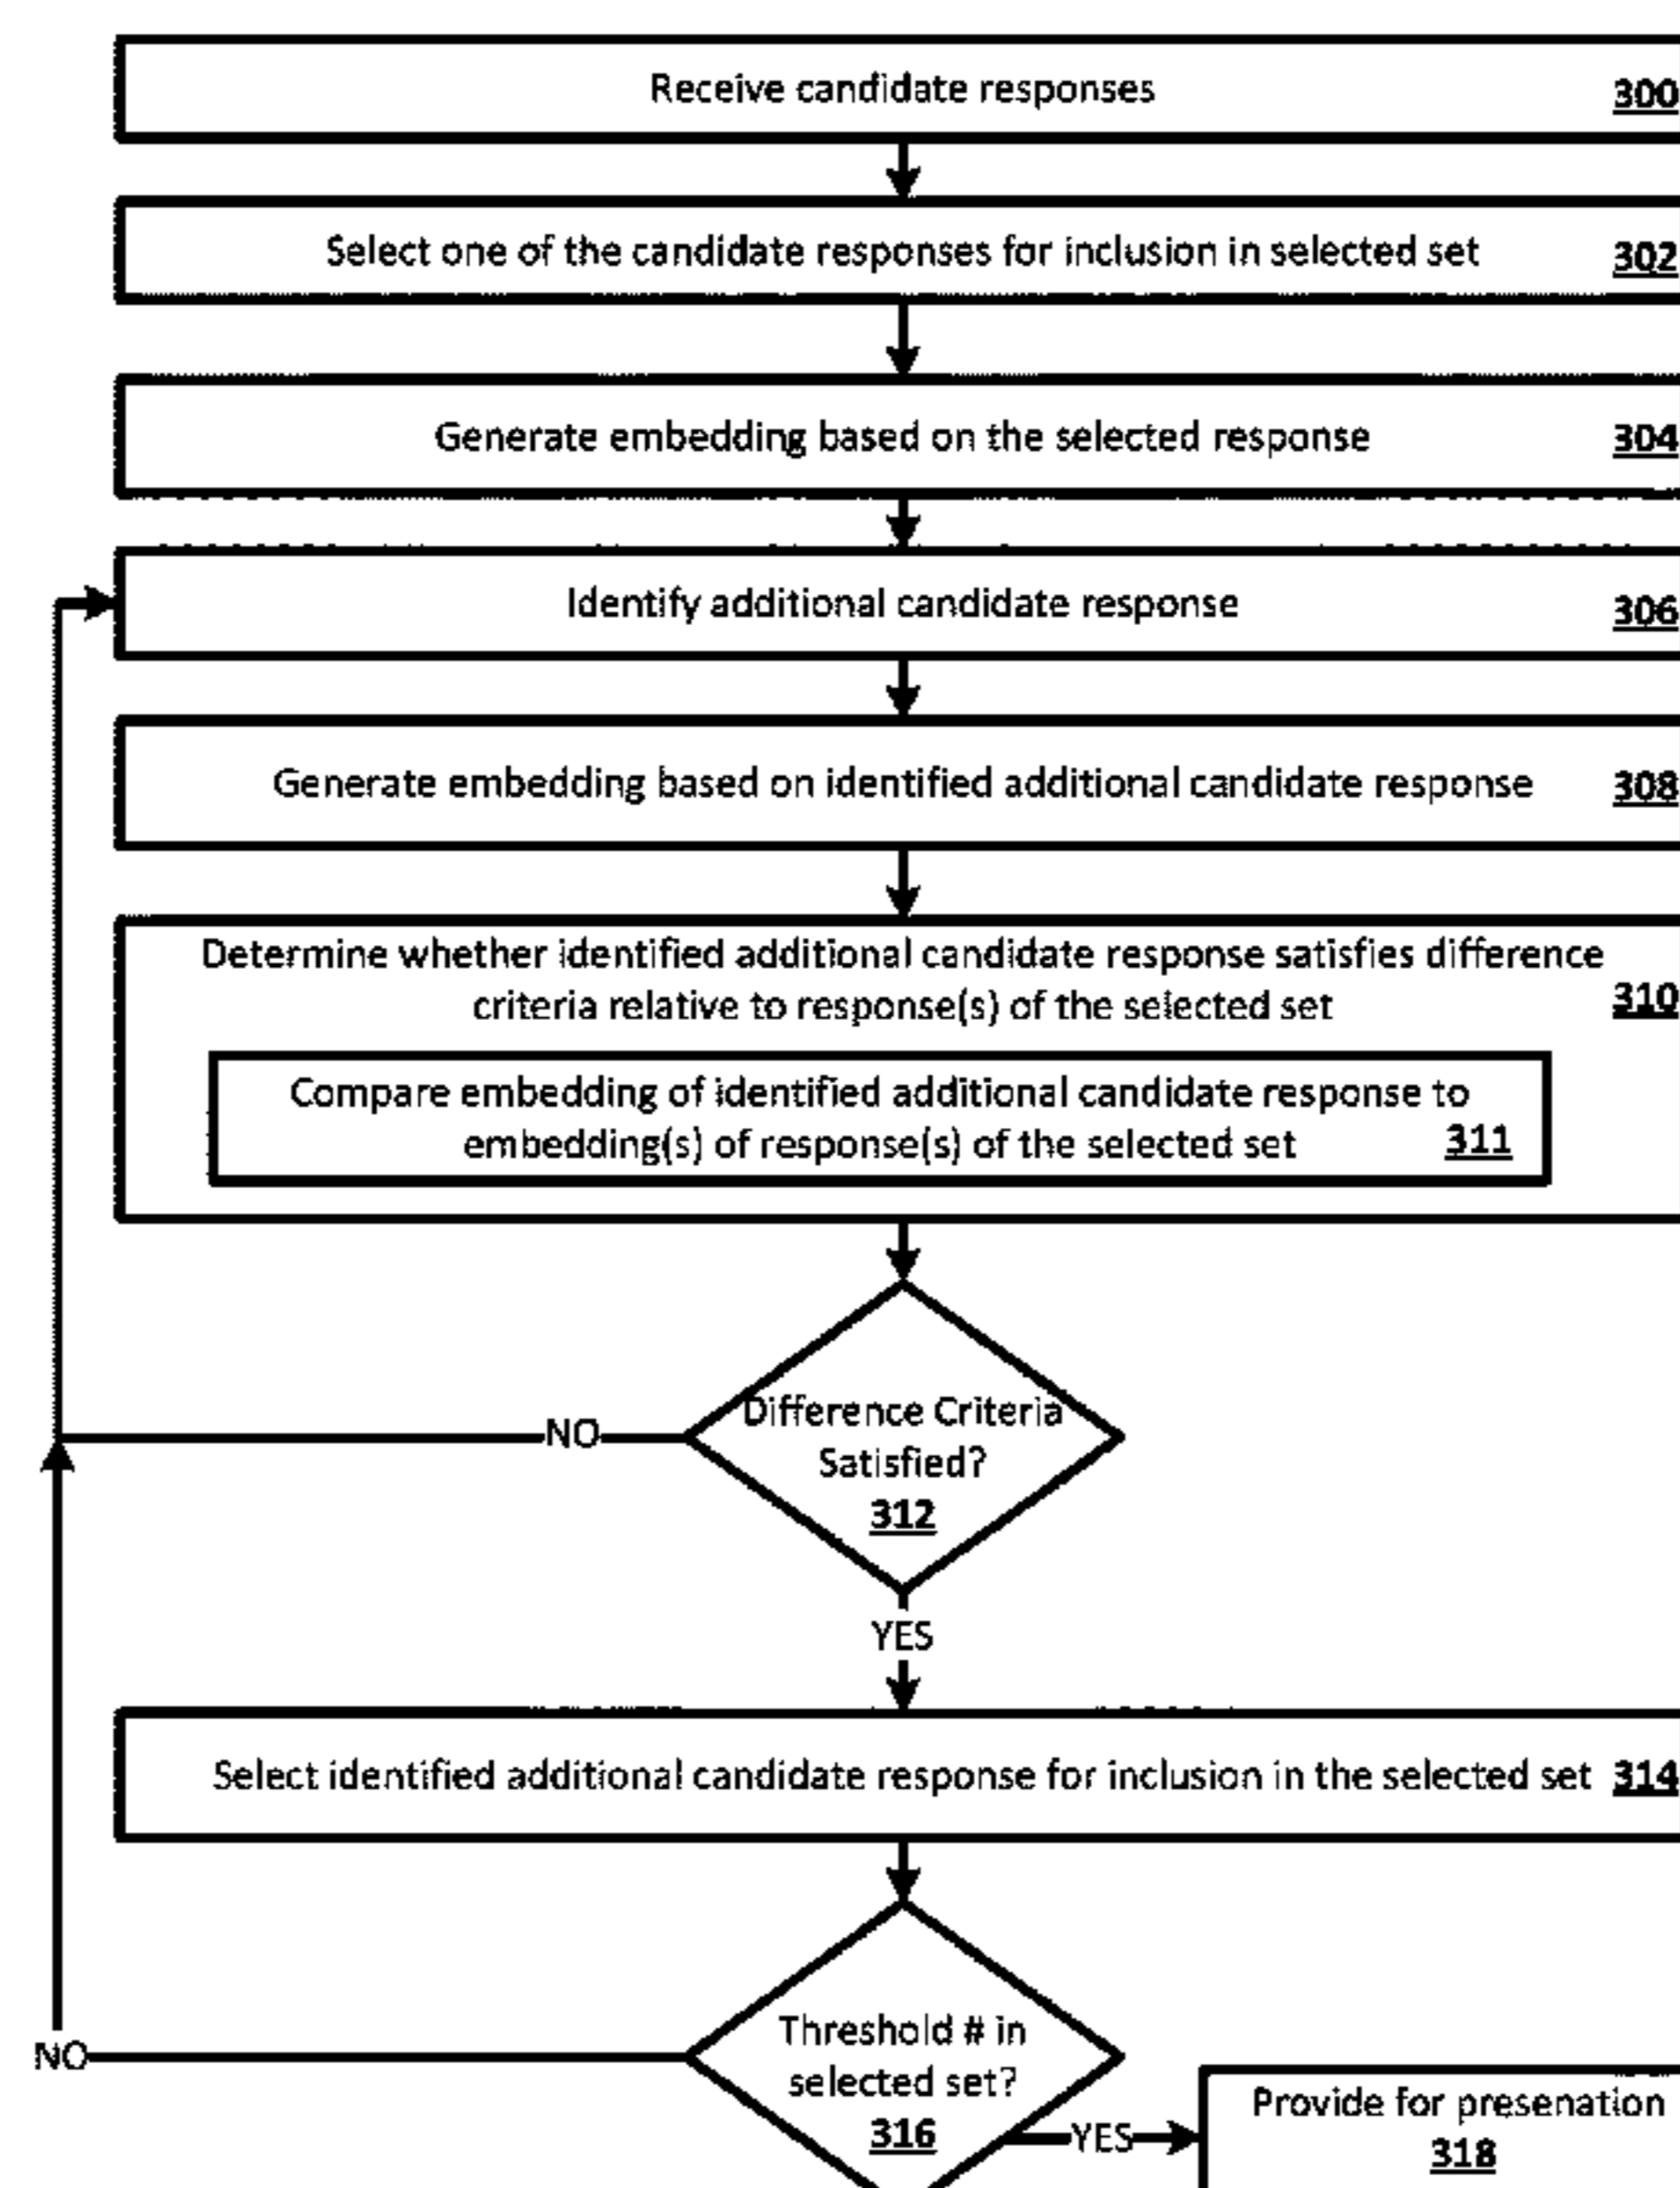 Receive candidate responses 300
Select one of the candidate responses for inclusion in selected set 302
Generate embedding based on the selected response 304
Identify additional candidate response 306
Generate embedding based on identified additional candidate response 308
Determine whether identified additional candidate response satisfies difference
criteria relative to response(s) of the selected set 310
Compare embedding of identified additional candidate response to
embedding(s) of response(s) of the selected set 311
Difference Criteria
Satisfied?
312
NO
YES
Select identified additional candidate response for inclusion in the selected set 314
Threshold # in
selected set?
316
NO
YES
Provide for presenation
318